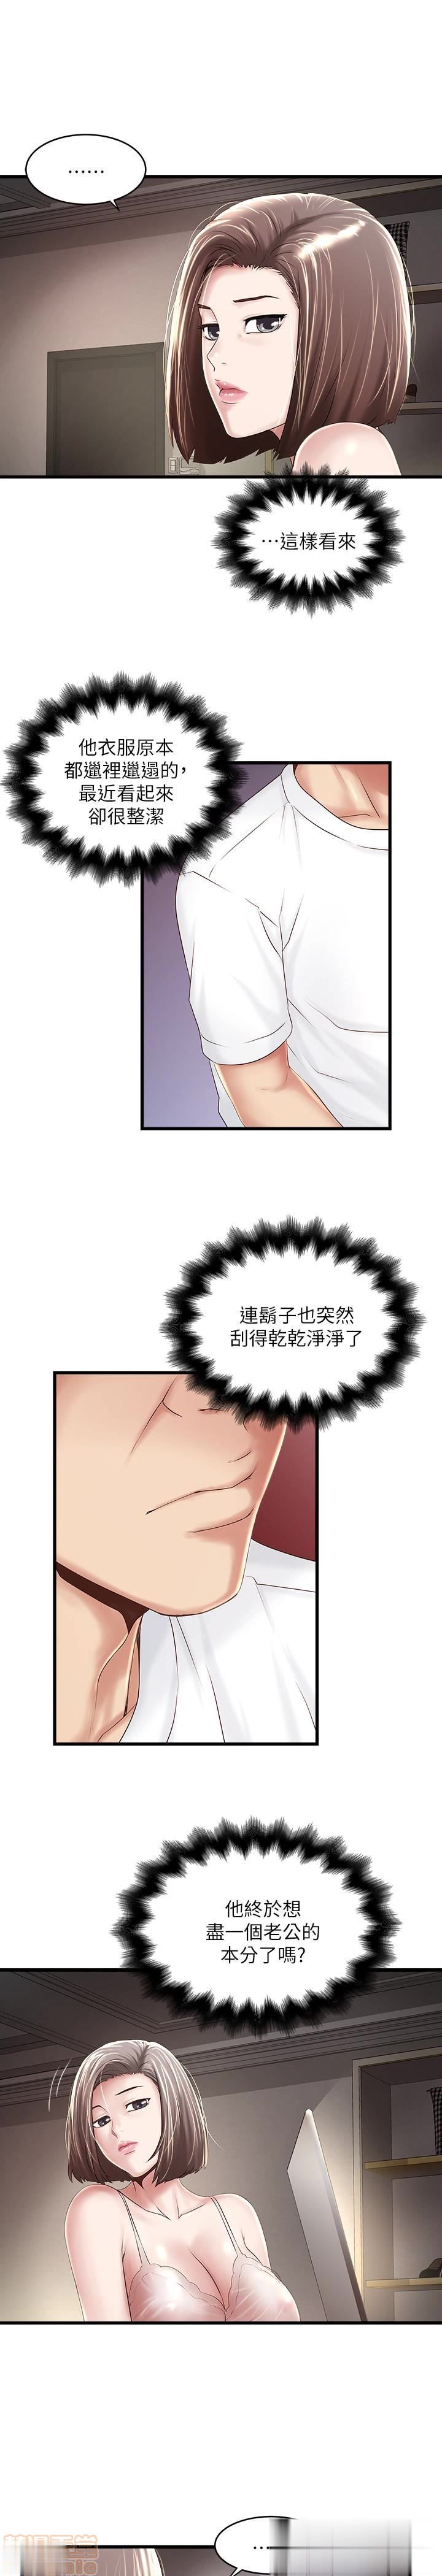 ……
…這樣看來
他衣服原本
都邋裡邋遢的，
最近看起來
卻很整潔
連鬍子也突然
刮得乾乾淨淨了
他終於想
盡一個老公的
本分了嗎？
…